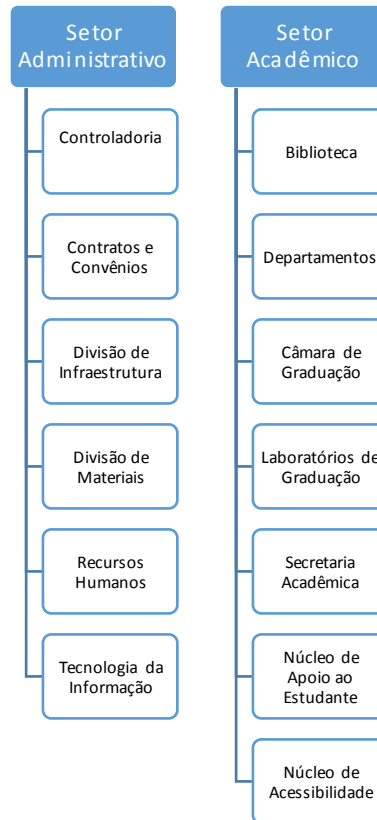 Setor
Administrativo
Controladoria
Contratos e
Convênios
Divisão de
Infraestrutura
Divisão de
Materiais
Recursos
Humanos
Tecnologia da
Informação
Setor
Acadêmico
Biblioteca
Departamentos
Câmara de
Graduação
Laboratórios de
Graduação
Secretaria
Acadêmica
Núcleo de
Apoio ao
Estudante
Núcleo de
Acessibilidade